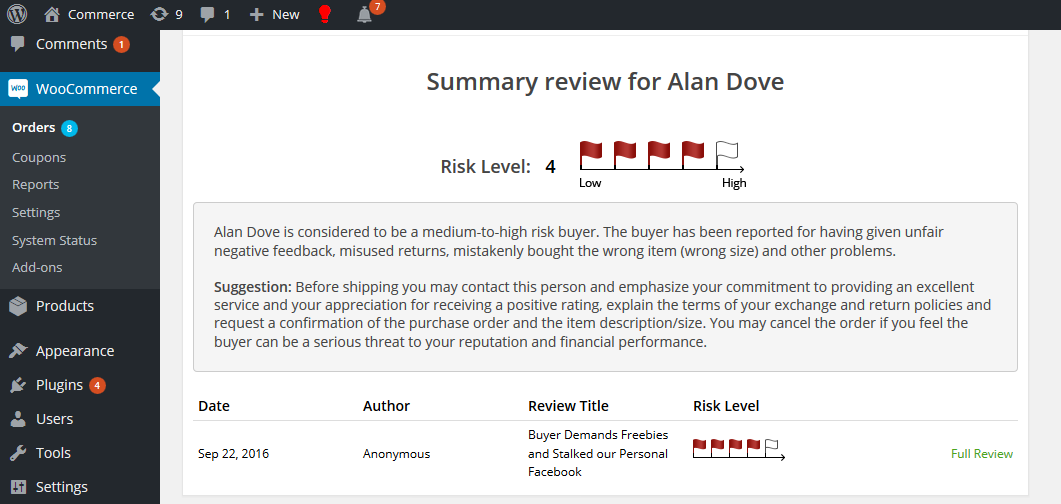 Commerce
9
1
New
7
Comments 1
WOO WooCommerce
Orders 8
Coupons
Reports
Settings
System Status
Add-ons
Products
Appearance
Plugins 4
Users
Tools
Settings
Summary review for Alan Dove
Risk Level: 4
Low High
Alan Dove is considered to be a medium-to-high risk buyer. The buyer has been reported for having given unfair
negative feedback, misused returns, mistakenly bought the wrong item (wrong size) and other problems.
Suggestion: Before shipping you may contact this person and emphasize your commitment to providing an excellent
service and your appreciation for receiving a positive rating, explain the terms of your exchange and return policies and
request a confirmation of the purchase order and the item description/size. You may cancel the order if you feel the
buyer can be a serious threat to your reputation and financial performance.
Date Author Review Title Risk Level
Sep 22, 2016 Anonymous Buyer Demands Freebies
and Stalked our Personal
Facebook
Full Review